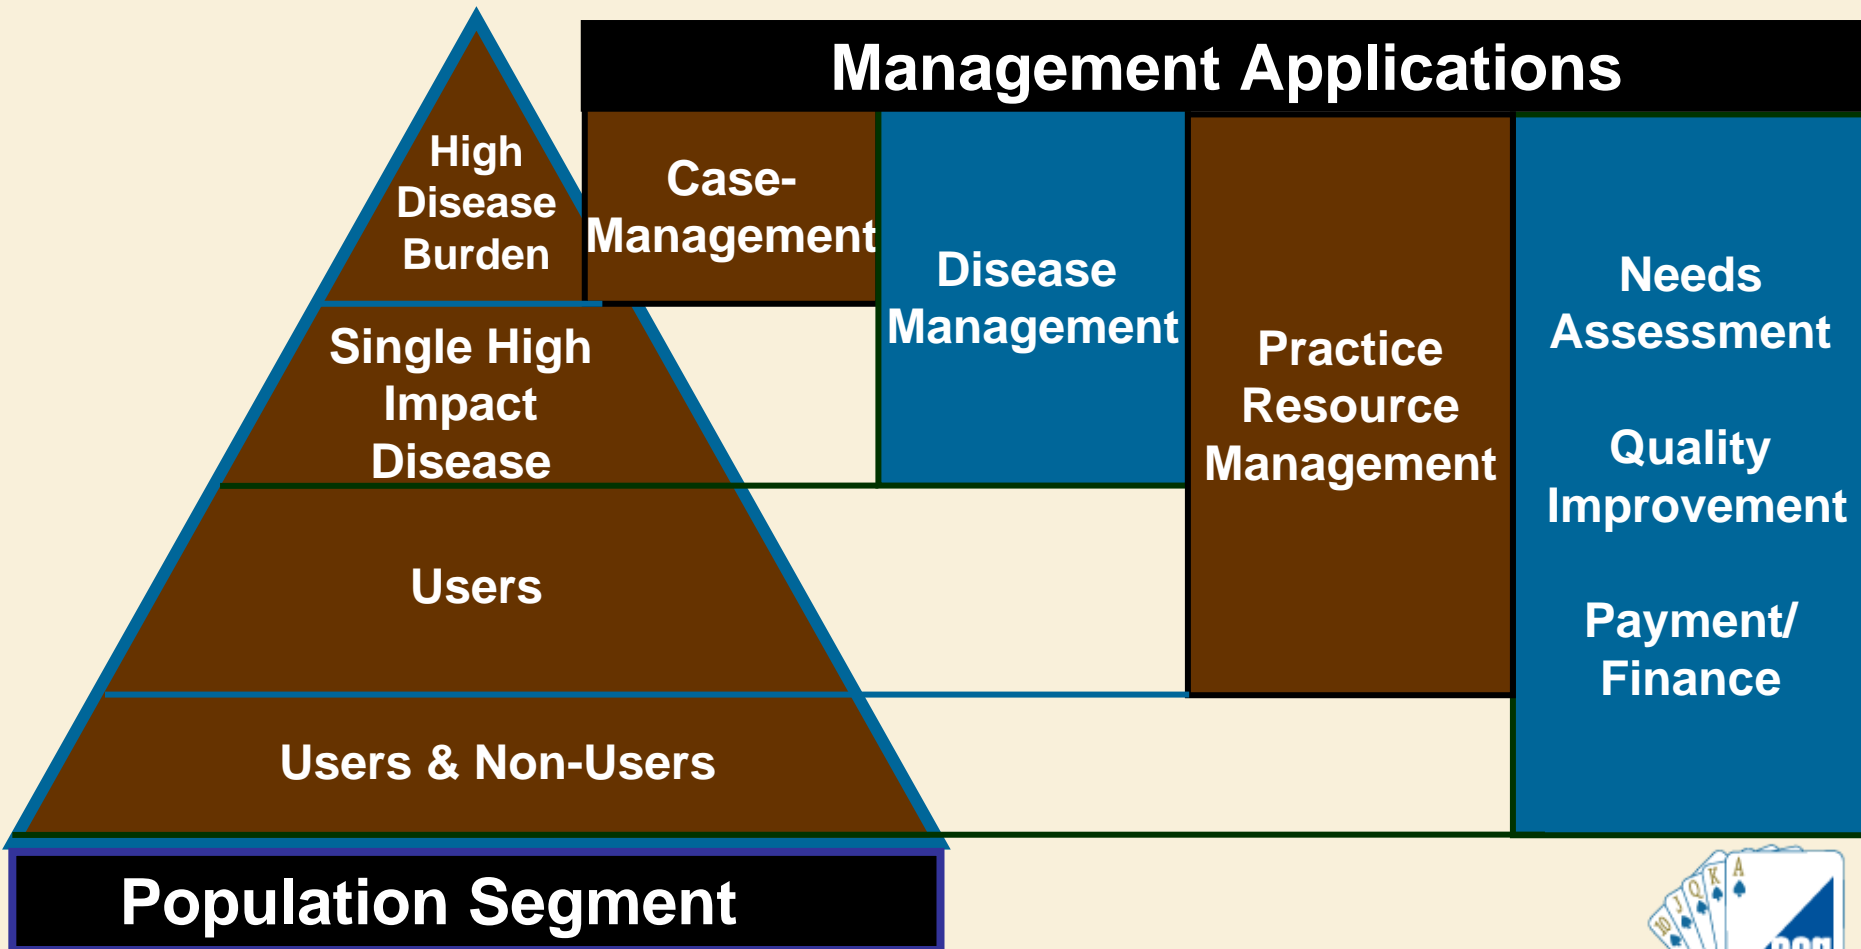 Management Applications
High
Disease
Burden
Case-
Management
Disease
Management
Practice
Resource
Management
Needs
Assessment
Quality
Improvement
Payment/
Finance
Single High
Impact
Disease
Users
Users & Non-Users
Population Segment
10 J Q K A